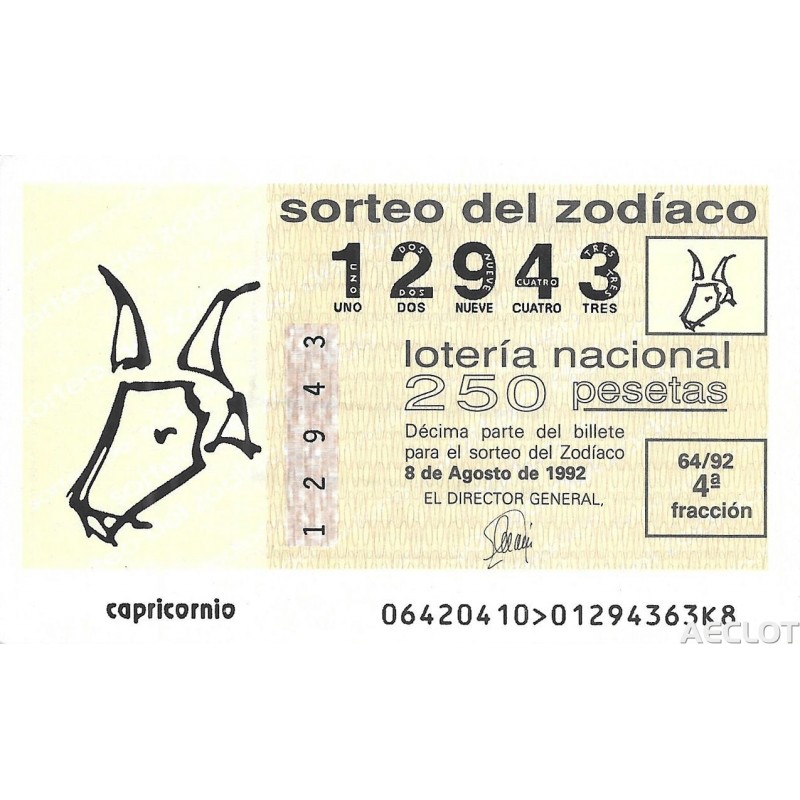 sorteo del zodíaco
12943
UNO DOS NUEVE CUATRO TRES
UNO DOS DOS NUEVE CUATRO TRES TRES
12943
lotería nacional
250 pesetas
Décima parte del billete
para el sorteo del Zodíaco
8 de Agosto de 1992
EL DIRECTOR GENERAL,
64/92
4ª
fracción
capricornio
06420410>01294363K8
AECLOT